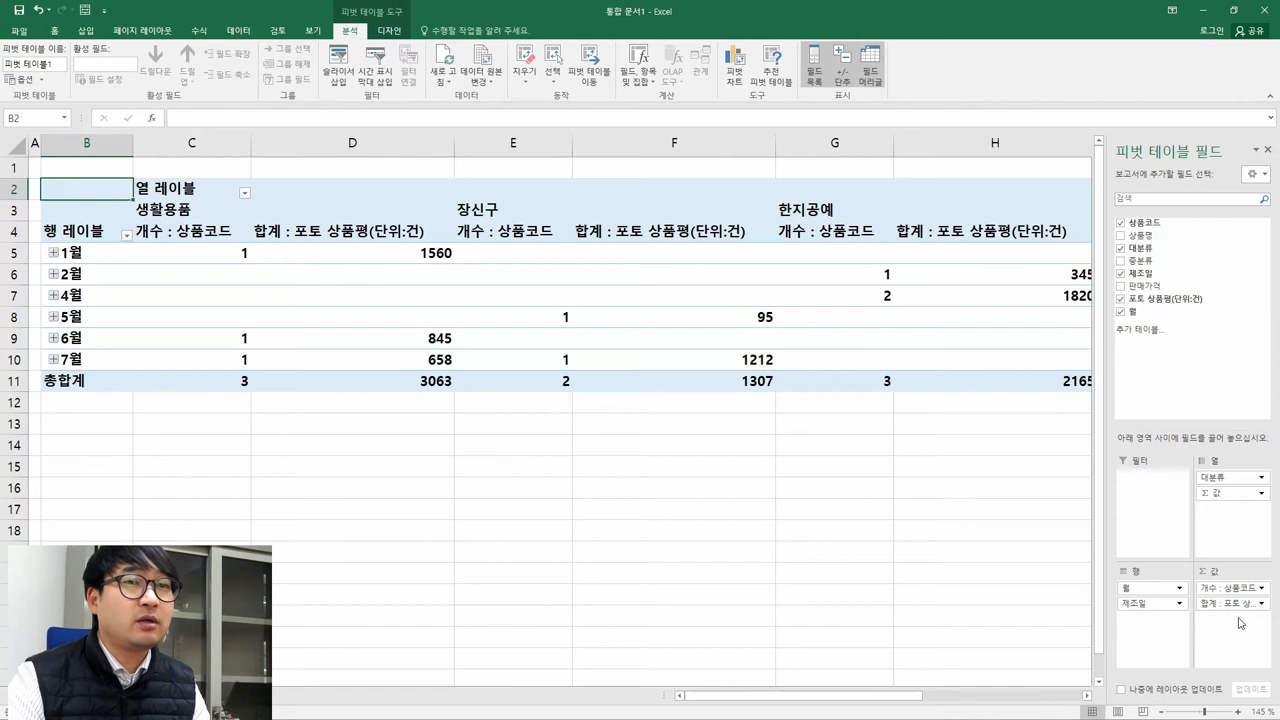 피벗 테이블 도구
통합 문서1 - Excel
파일 홈 삽입 페이지 레이아웃 수식 데이터 검토 보기 분석 디자인 수행할 작업을 알려 주세요.
로그인 공유
피벗 테이블 이름:
피벗 테이블1
옵션
피벗 테이블
활성 필드:
필드 설정
드릴다운
드릴업
필드 확장
필드 축소
활성 필드
그룹 선택
그룹 해제
그룹 필드
그룹
슬라이서 삽입
시간 표시 막대 삽입
필터 연결
필터
새로 고침
데이터 원본 변경
데이터
지우기
선택
피벗 테이블 이동
동작
필드, 항목 및 집합
OLAP 도구
관계
계산
피벗 차트
추천 피벗 테이블
도구
필드 목록
+/- 단추
필드 머리글
표시
B2
fx
A B C D E F G H
1
2 열 레이블
3 생활용품 장신구 한지공예
4 행 레이블 개수 : 상품코드 합계 : 포토 상품평(단위:건) 개수 : 상품코드 합계 : 포토 상품평(단위:건) 개수 : 상품코드 합계 : 포토 상품평(단위:건)
5 1월 1 1560
6 2월 1 345
7 4월 2 1820
8 5월 1 95
9 6월 1 845
10 7월 1 658 1 1212
11 총합계 3 3063 2 1307 3 2165
12
13
14
15
16
17
18
피벗 테이블 필드
보고서에 추가할 필드 선택:
검색
상품코드
상품명
대분류
중분류
제조일
판매가격
포토 상품평(단위:건)
월
추가 테이블...
아래 영역 사이에 필드를 끌어 놓으십시오.
필터
열
대분류
Σ 값
행
월
제조일
Σ 값
개수 : 상품코드
합계 : 포토 상...
나중에 레이아웃 업데이트
업데이트
145 %